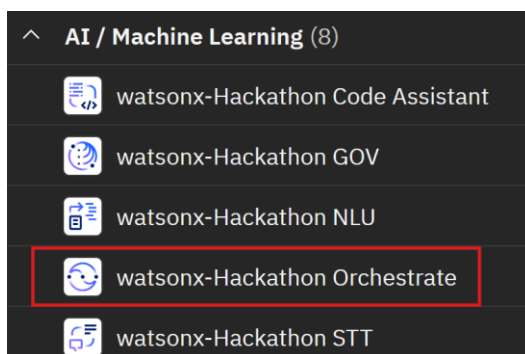 AI / Machine Learning (8)
watsonx-Hackathon Code Assistant
watsonx-Hackathon GOV
watsonx-Hackathon NLU
watsonx-Hackathon Orchestrate
watsonx-Hackathon STT